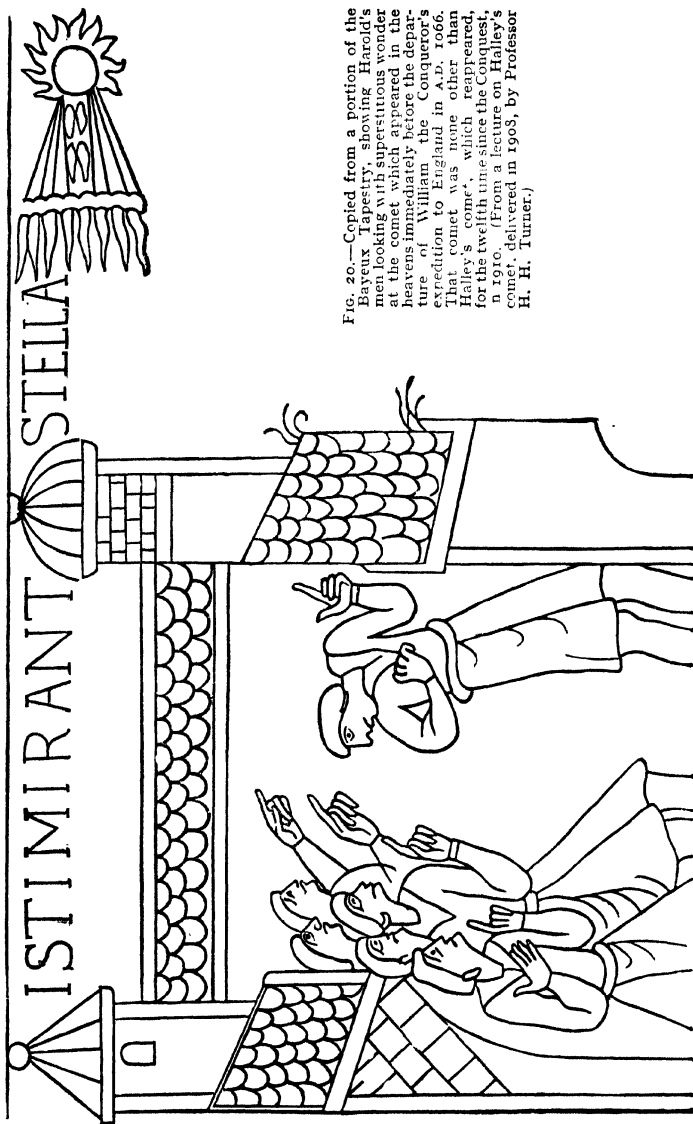 ISTIMIRANT STELLA
FIG. 20.—Copied from a portion of the
Bayeux Tapestry, showing Harold's
men looking with superstitious wonder
at the comet which appeared in the
heavens immediately before the depar-
ture of William the Conqueror's
expedition to England in A.D. 1066.
That comet was none other than
Halley's comet, which reappeared,
for the twelfth time since the Conquest,
n 1910. (From a lecture on Halley's
comet, delivered in 1908, by Professor
H. H. Turner.)